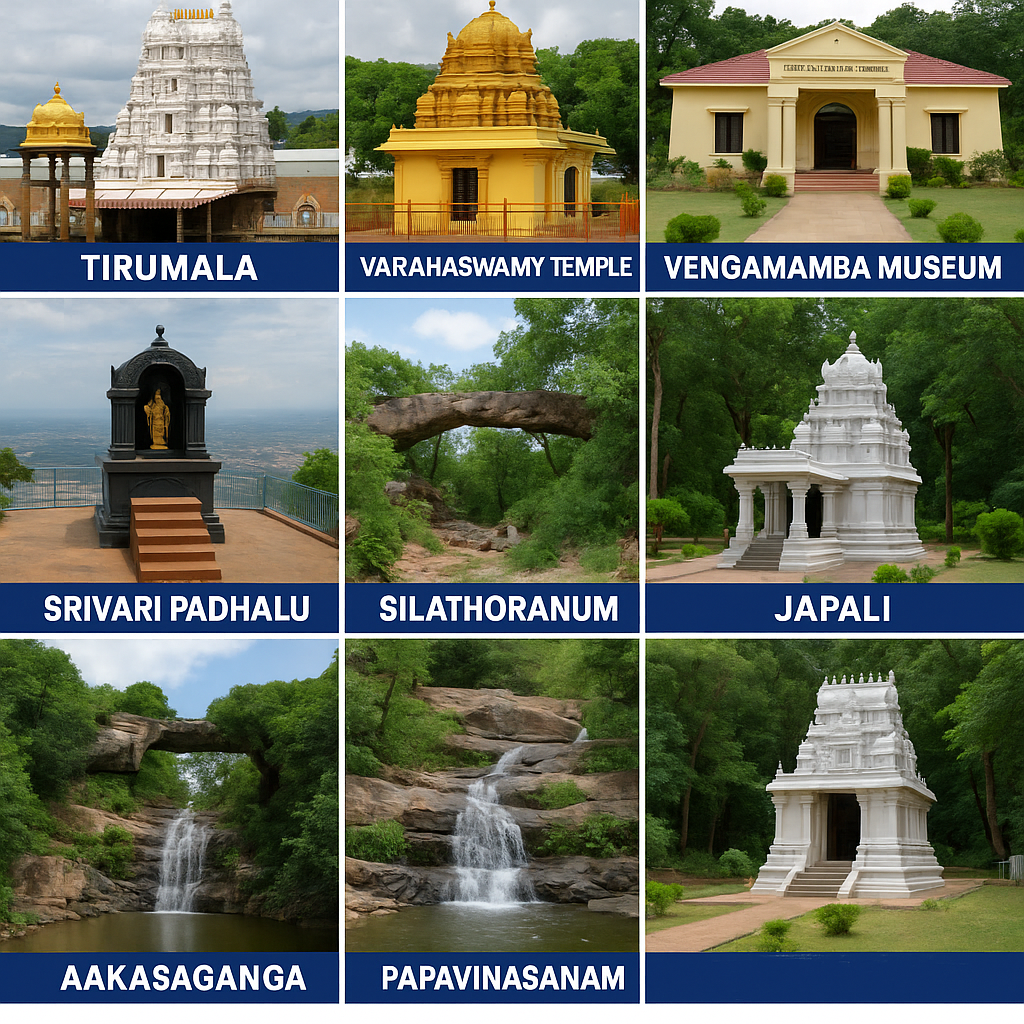 TIRUMALA
VARAHASWAMY TEMPLE
VENGAMAMBA MUSEUM
SRIVARI PADHALU
SILATHORANUM
JAPALI
AAKASAGANGA
PAPAVINASANAM